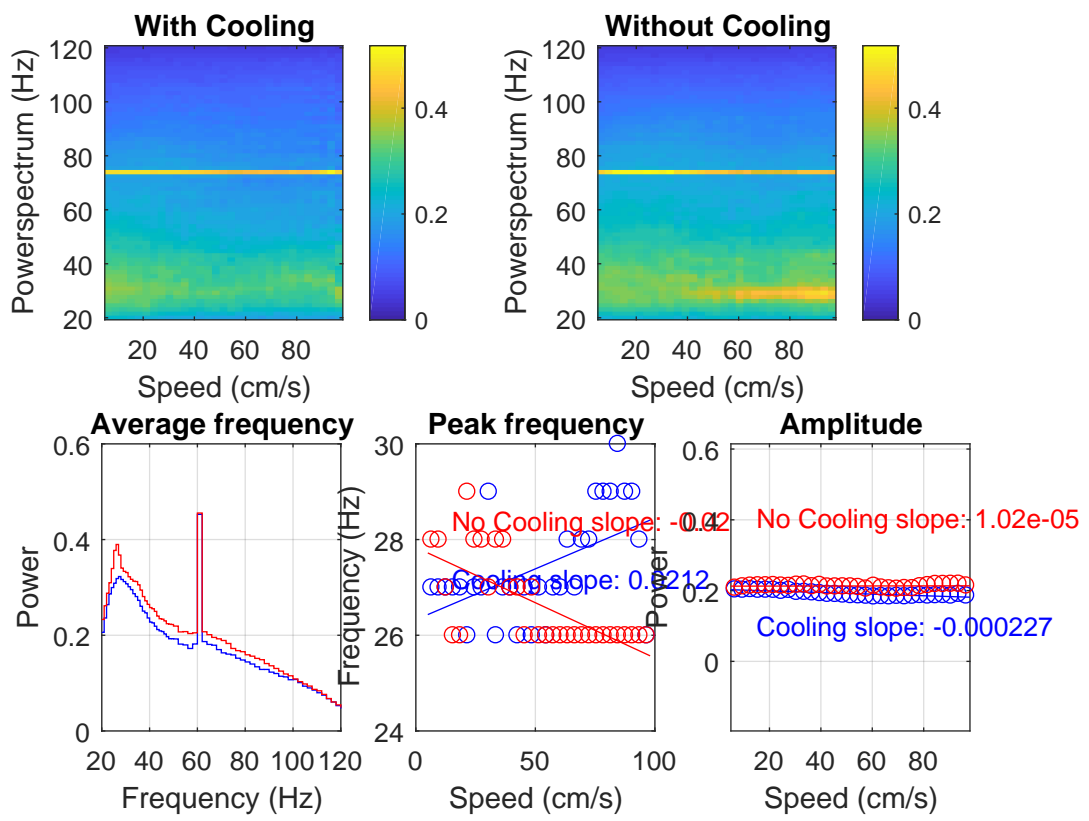 With Cooling
Powerspectrum (Hz)
120
100
80
60
40
20
20 40 60 80
Speed (cm/s)
0.4
0.2
0
Without Cooling
Powerspectrum (Hz)
120
100
80
60
40
20
20 40 60 80
Speed (cm/s)
0.4
0.2
0
Average frequency
Power
0.6
0.4
0.2
0
20 40 60 80 100 120
Frequency (Hz)
Peak frequency
Frequency (Hz)
30
28
26
24
No Cooling slope: -0.02
Cooling slope: 0.0212
0 50 100
Speed (cm/s)
Amplitude
Power
0.6
0.4
0.2
0
No Cooling slope: 1.02e-05
Cooling slope: -0.000227
20 40 60 80
Speed (cm/s)